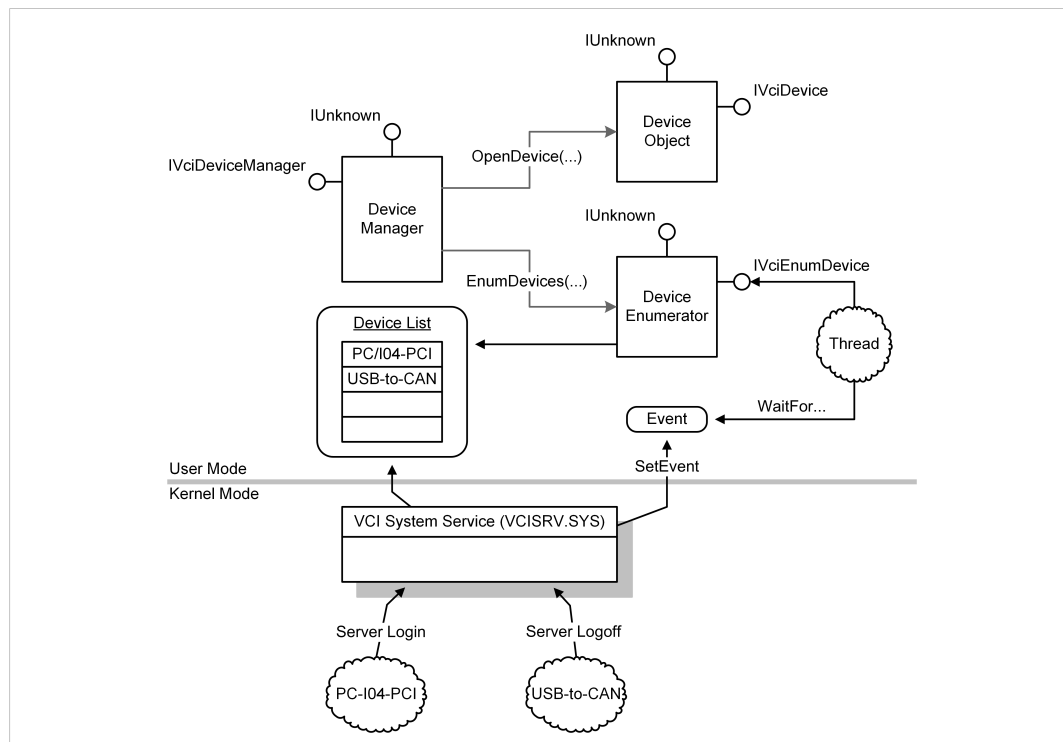 IUnknown
IVciDevice
Device
Object
IUnknown
IVciDeviceManager
OpenDevice(...)
Device
Manager
IUnknown
IVciEnumDevice
EnumDevices(...)
Device
Enumerator
Device List
PC/I04-PCI
USB-to-CAN
Thread
WaitFor...
Event
SetEvent
User Mode
Kernel Mode
VCI System Service (VCISRV.SYS)
Server Login
Server Logoff
PC-I04-PCI
USB-to-CAN